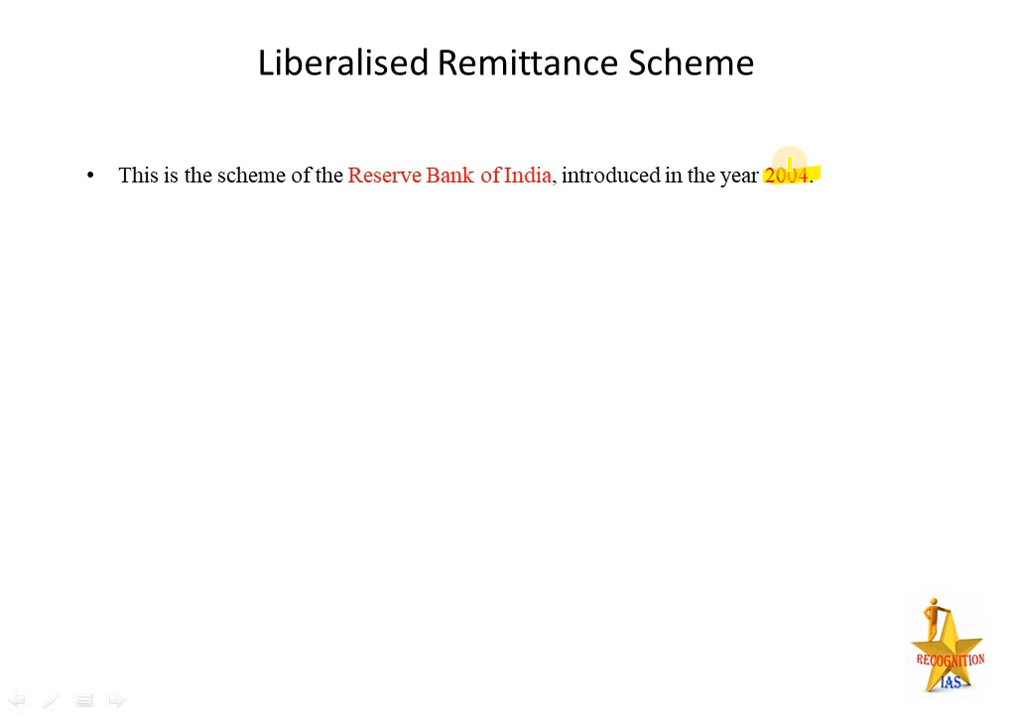 Liberalised Remittance Scheme
• This is the scheme of the Reserve Bank of India, introduced in the year 2004.
RECOGNITION
IAS